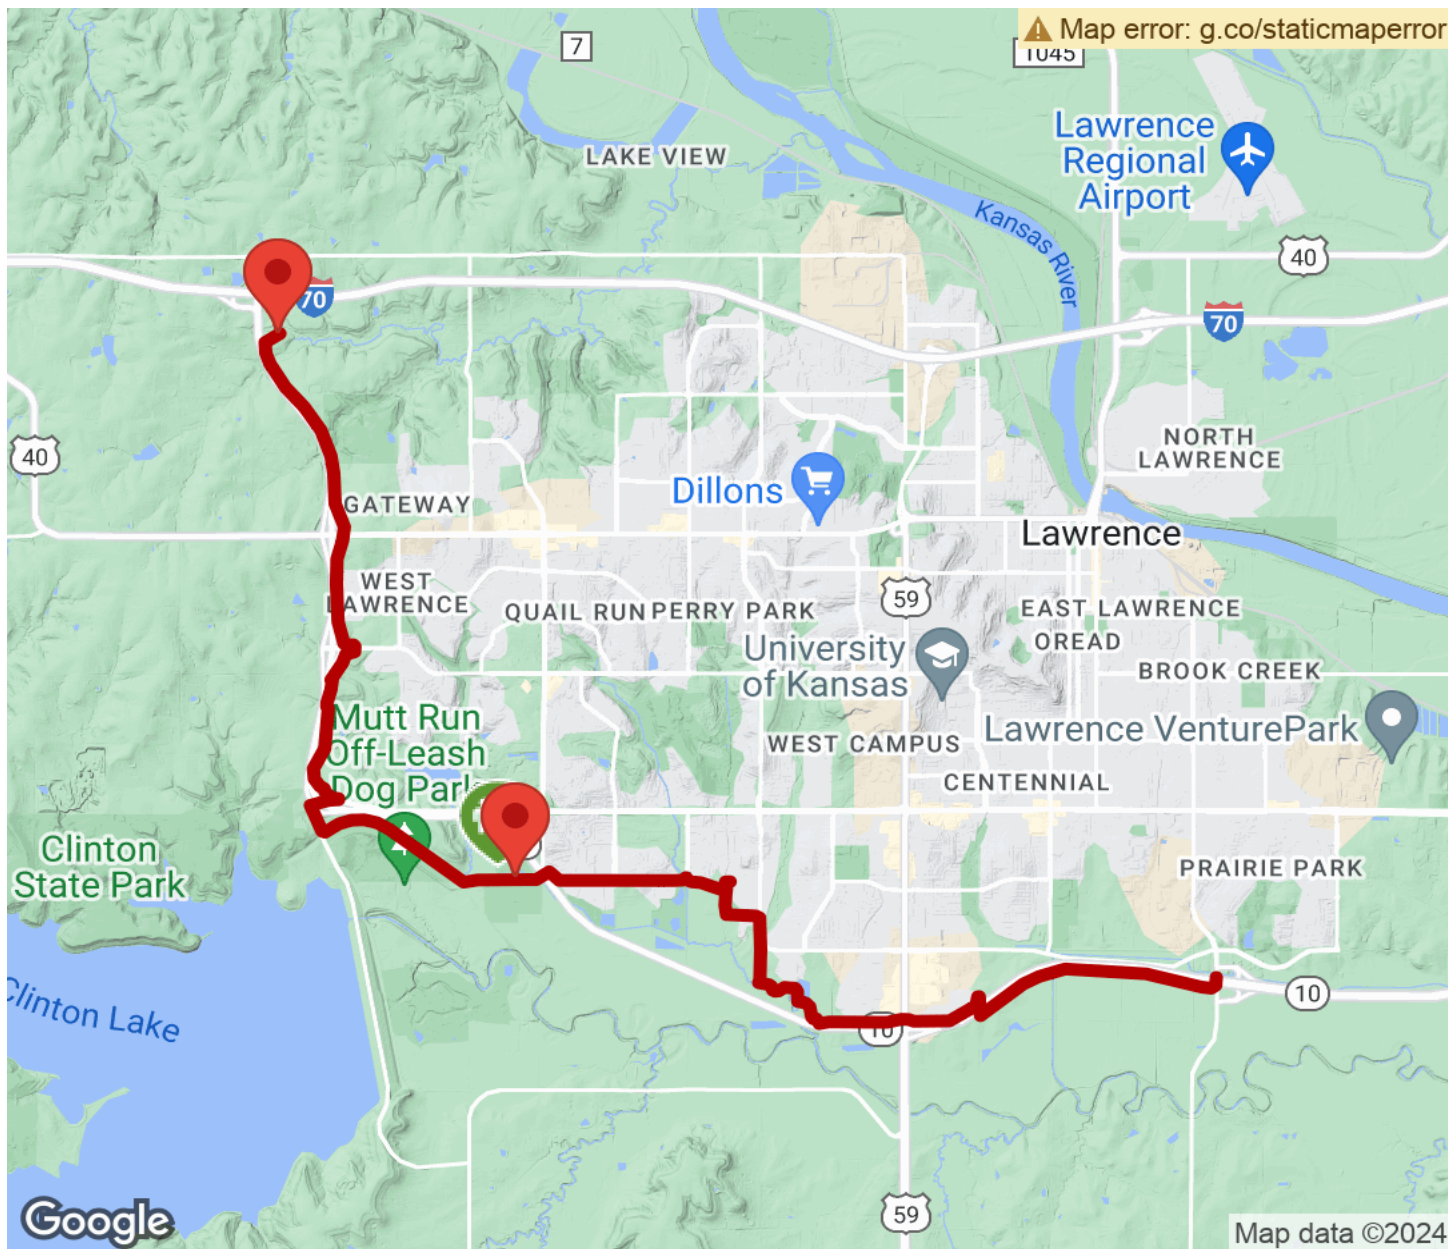 Map error: g.co/staticmaperror
7
1045
LAKE VIEW
Lawrence
Regional
Airport
Kansas River
40
70
70
40
NORTH
LAWRENCE
Dillons
GATEWAY
Lawrence
WEST
LAWRENCE
QUAIL RUN
PERRY PARK
59
EAST LAWRENCE
OREAD
University
of Kansas
BROOK CREEK
Mutt Run
Off-Leash
Dog Park
WEST CAMPUS
Lawrence VenturePark
CENTENNIAL
Clinton
State Park
PRAIRIE PARK
Clinton Lake
10
10
59
Google
Map data ©2024